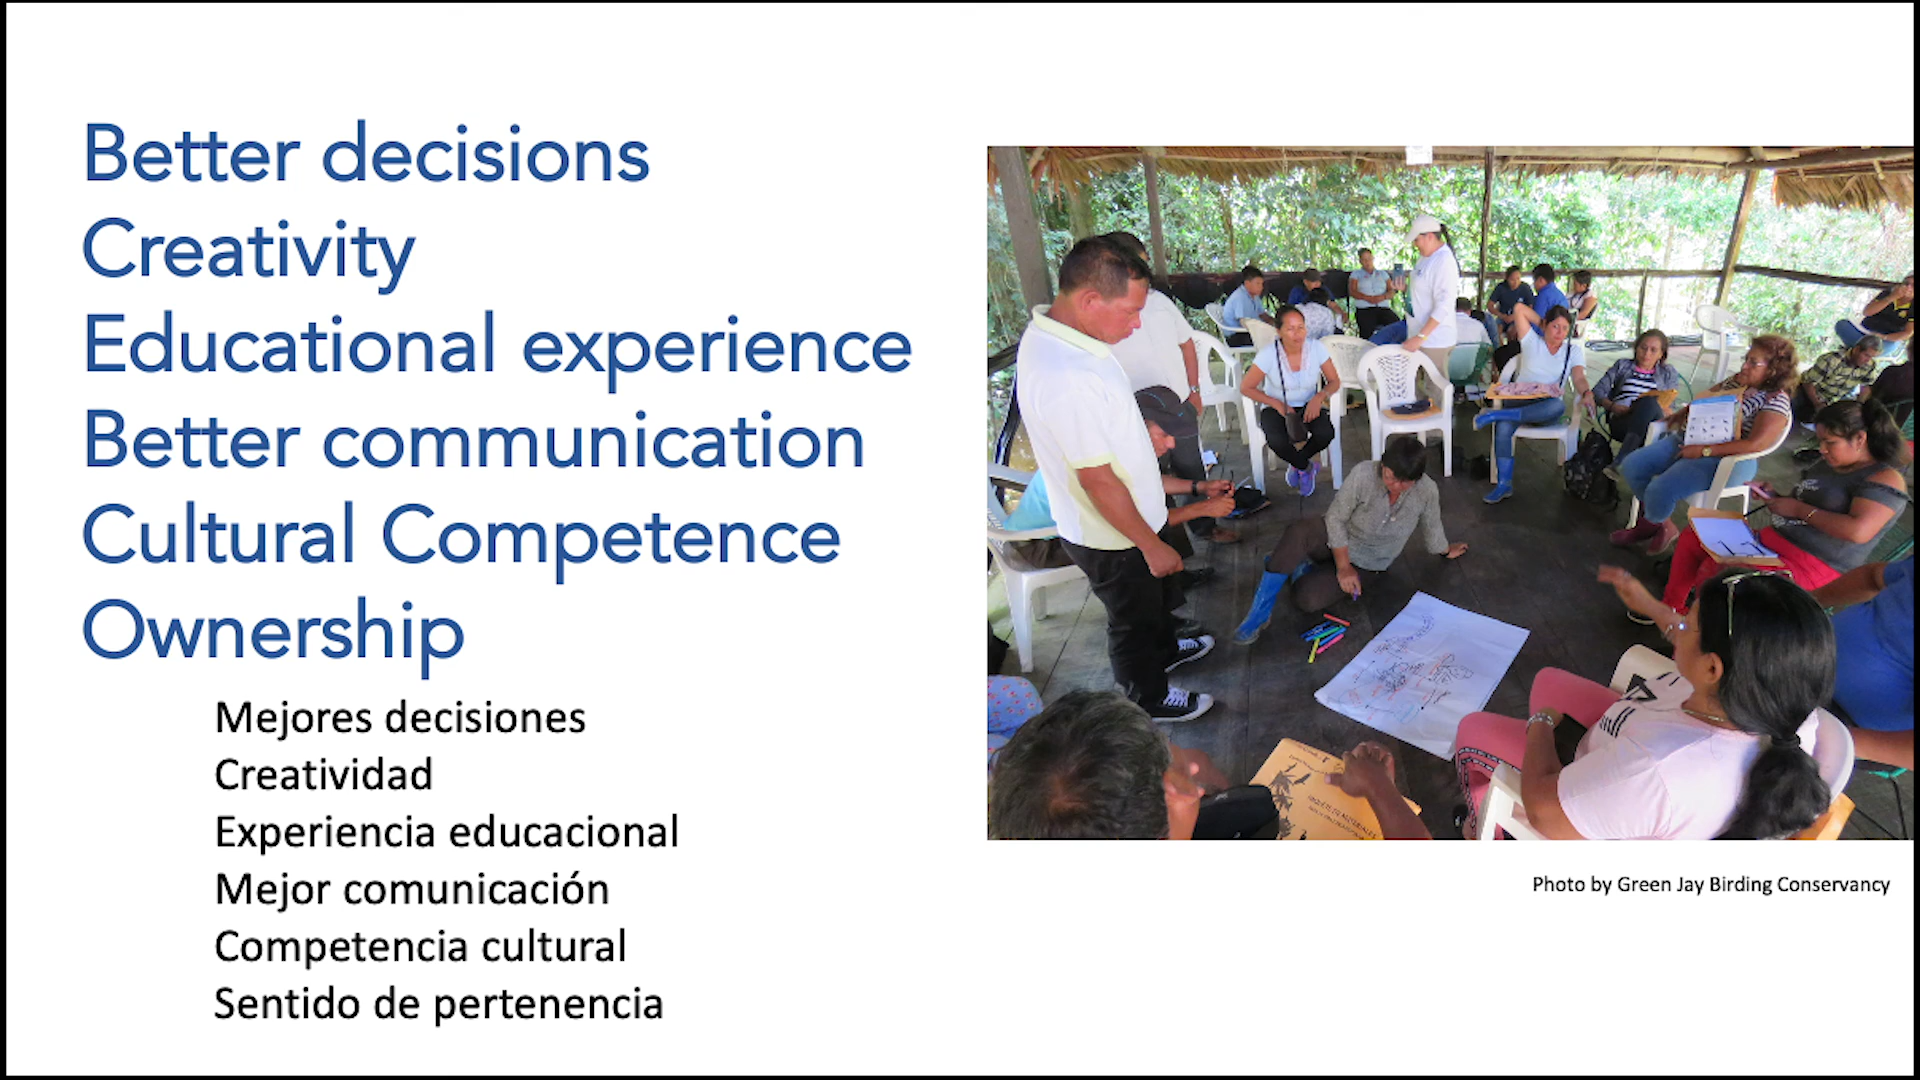 Better decisions
Creativity
Educational experience
Better communication
Cultural Competence
Ownership
Mejores decisiones
Creatividad
Experiencia educacional
Mejor comunicación
Competencia cultural
Sentido de pertenencia
Photo by Green Jay Birding Conservancy